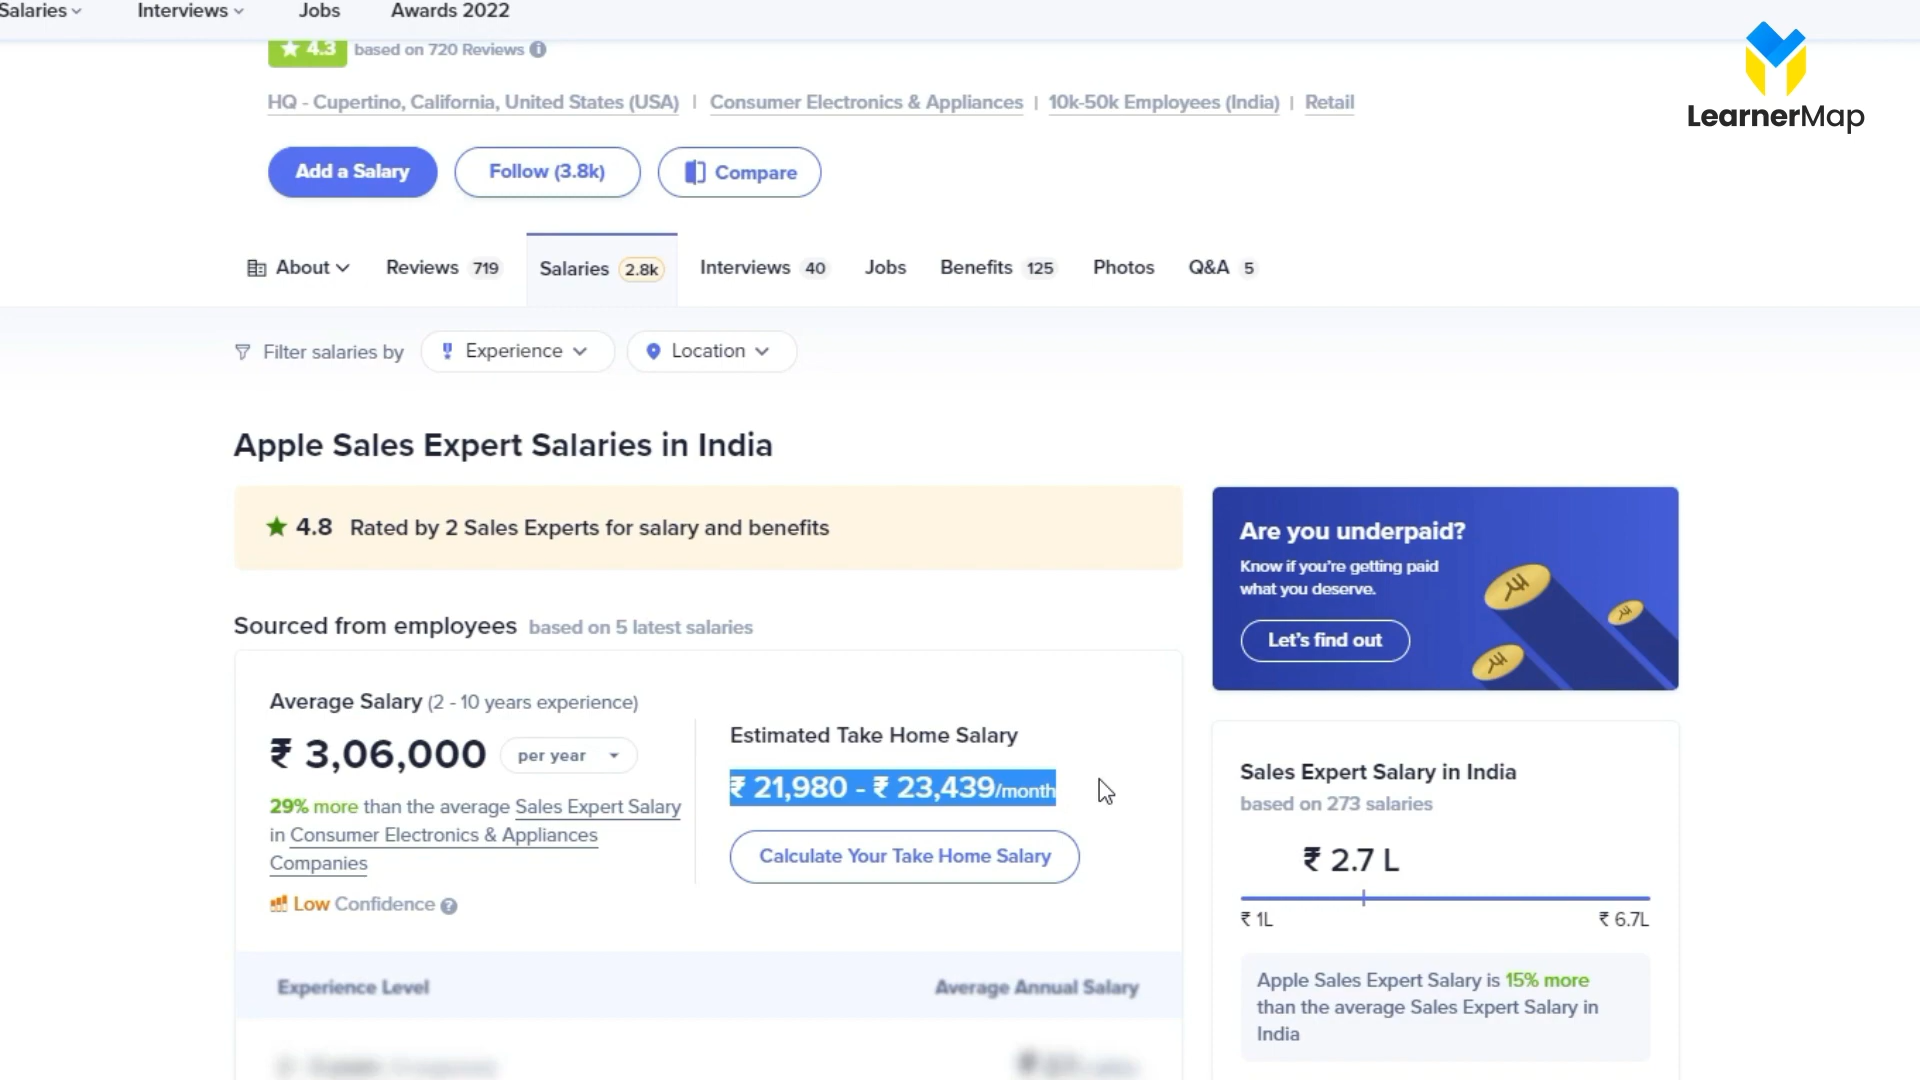 Salaries
Interviews
Jobs
Awards 2022
4.3 based on 720 Reviews
LearnerMap
HQ - Cupertino, California, United States (USA) | Consumer Electronics & Appliances | 10k-50k Employees (India) | Retail
Add a Salary
Follow (3.8k)
Compare
About
Reviews 719
Salaries 2.8k
Interviews 40
Jobs
Benefits 125
Photos
Q&A 5
Filter salaries by
Experience
Location
Apple Sales Expert Salaries in India
4.8 Rated by 2 Sales Experts for salary and benefits
Sourced from employees based on 5 latest salaries
Average Salary (2 - 10 years experience)
₹ 3,06,000 per year
29% more than the average Sales Expert Salary
in Consumer Electronics & Appliances
Companies
Low Confidence
Estimated Take Home Salary
₹ 21,980 - ₹ 23,439/month
Calculate Your Take Home Salary
Experience Level
Average Annual Salary
Are you underpaid?
Know if you're getting paid
what you deserve.
Let's find out
Sales Expert Salary in India
based on 273 salaries
₹ 2.7 L
₹ 1L
₹ 6.7L
Apple Sales Expert Salary is 15% more
than the average Sales Expert Salary in
India